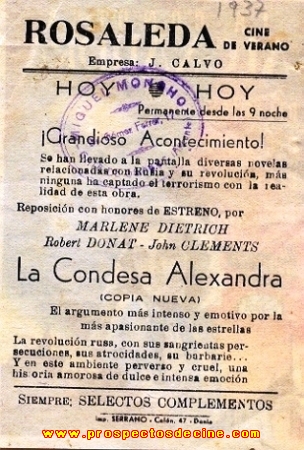 1937
ROSALEDA CINE DE VERANO
Empresa: J. CALVO
HOY HOY
Permanente desde las 9 noche
MIGUEL MONCHO
¡Grandioso Acontecimiento!
Se han llevado a la pantalla diversas novelas
relacionadas con Rusia y su revolución, más
ninguna ha captado el terrorismo con la rea-
lidad de esta obra.
Reposición con honores de ESTRENO, por
MARLENE DIETRICH
Robert DONAT - John CLEMENTS
La Condesa Alexandra
(COPIA NUEVA)
El argumento más intenso y emotivo por la
más apasionante de las estrellas
La revolución rusa, con sus sangrientas per-
secuciones, sus atrocidades, su barbarie...
Y en este ambiente perverso y cruel, una
his oria amorosa de dulce e intensa emoción
SIEMPRE; SELECTOS COMPLEMENTOS
Imp. SERRANO - Colón, 47 - Denia
www.prospectosdecine.com